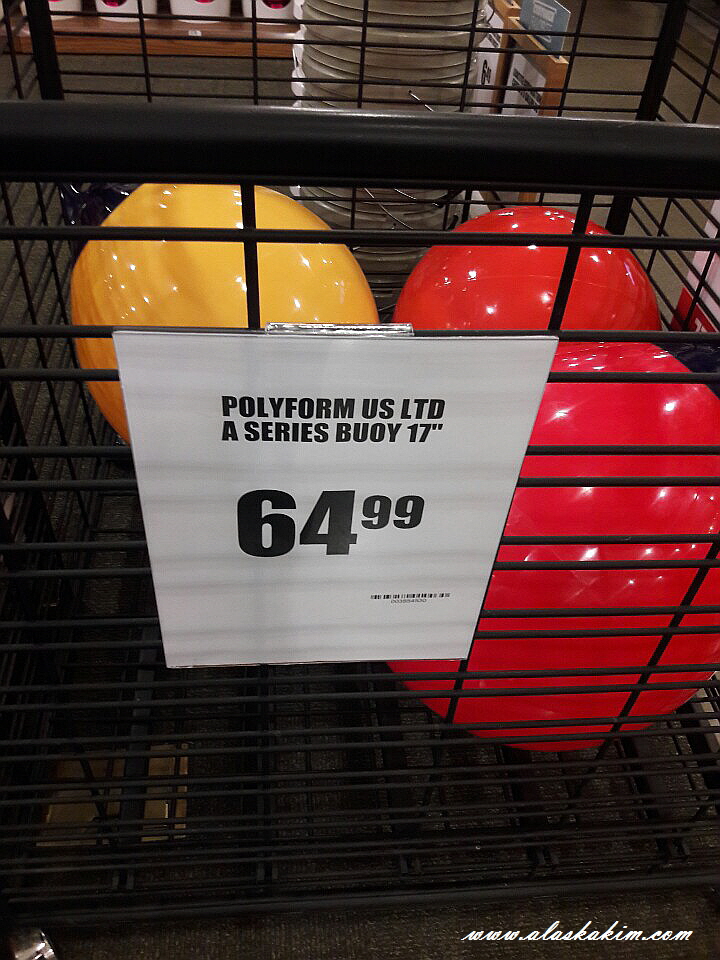 POLYFORM US LTD
A SERIES BUOY 17"
64 99
www.alaskakim.com